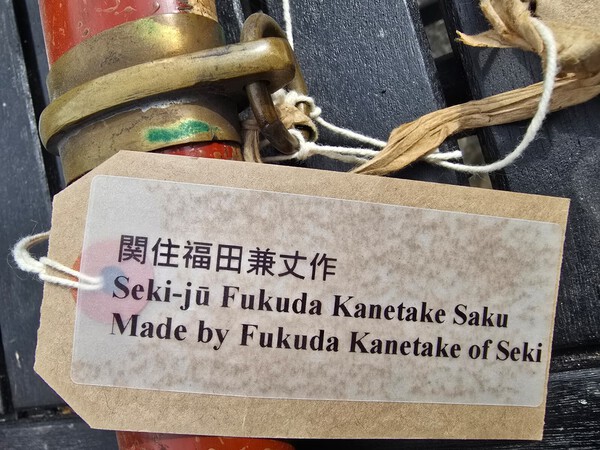 関住福田兼丈作
Seki-jū Fukuda Kanetake Saku
Made by Fukuda Kanetake of Seki